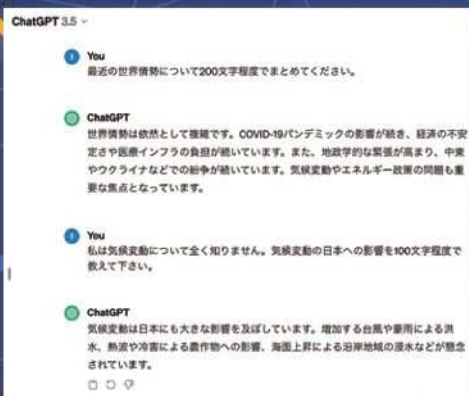 ChatGPT 3.5
You
最近の世界情勢について200文字程度でまとめてください。
ChatGPT
世界情勢は依然として複雑です。COVID-19パンデミックの影響が続き、経済の不安
定さや医療インフラの負担が続いています。また、地政学的な緊張が高まり、中東
やウクライナなどでの紛争が続いています。気候変動やエネルギー政策の問題も重
要な焦点となっています。
You
私は気候変動について全く知りません。気候変動の日本への影響を100文字程度で
教えて下さい。
ChatGPT
気候変動は日本にも大きな影響を及ぼしています。増加する台風や豪雨による洪
水、熱波や冷害による農作物への影響、海面上昇による沿岸地域の浸水などが懸念
されています。